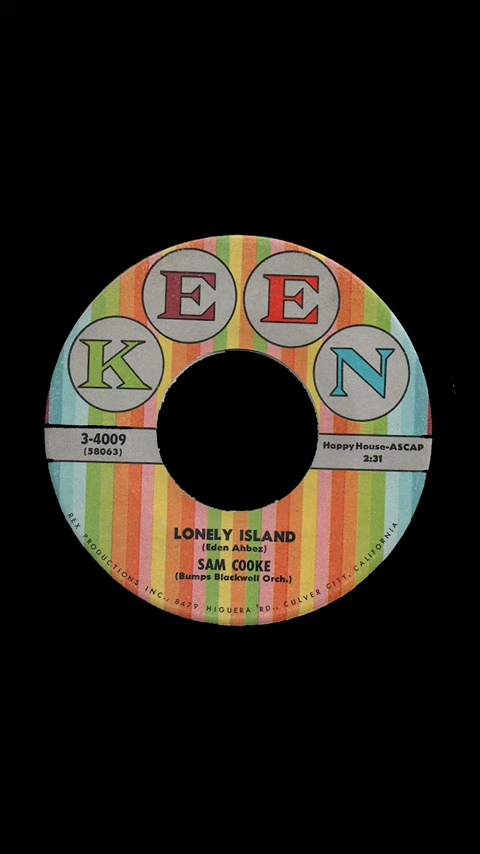 KEEN
3-4009
(58063)
Happy House-ASCAP
2:31
LONELY ISLAND
(Eden Ahbez)
SAM COOKE
(Bumps Blackwell Orch.)
REX PRODUCTIONS INC., 8479 HIGUERA RD., CULVER CITY, CALIFORNIA